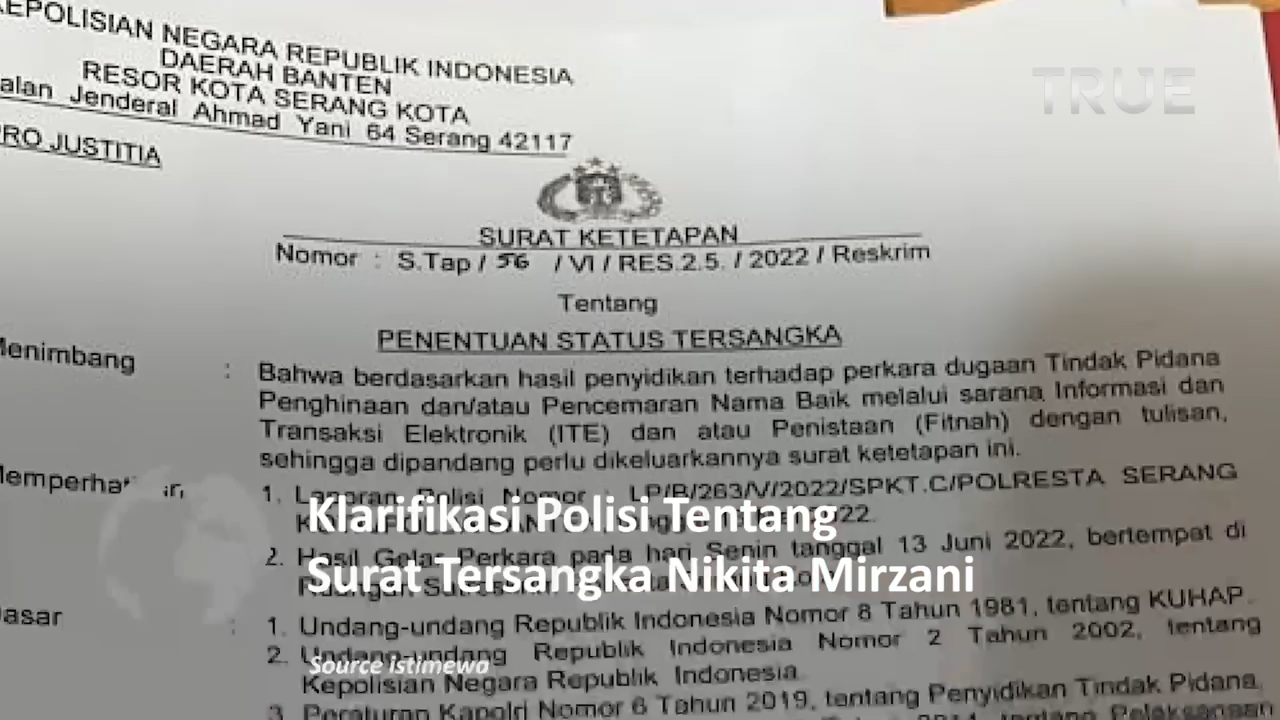 KEPOLISIAN NEGARA REPUBLIK INDONESIA
DAERAH BANTEN
RESOR KOTA SERANG KOTA
alan Jenderal Ahmad Yani 64 Serang 42117
PRO JUSTITIA
TRUE
SURAT KETETAPAN
Nomor : S.Tap / 56 / VI / RES.2.5. / 2022 / Reskrim
Tentang
PENENTUAN STATUS TERSANGKA
Menimbang : Bahwa berdasarkan hasil penyidikan terhadap perkara dugaan Tindak Pidana
Penghinaan dan/atau Pencemaran Nama Baik melalui sarana Informasi dan
Transaksi Elektronik (ITE) dan atau Penistaan (Fitnah) dengan tulisan,
sehingga dipandang perlu dikeluarkannya surat ketetapan ini.
1. Laporan Polisi Nomor : LP/B/263/V/2022/SPKT.C/POLRESTA SERANG
2022.
Klarifikasi Polisi Tentang
2. Hasil Gelar Perkara pada hari Senin tanggal 13 Juni 2022, bertempat di
Surat Tersangka Nikita Mirzani
asar : 1. Undang-undang Republik Indonesia Nomor 8 Tahun 1981, tentang KUHAP.
2. Undang-undang Republik Indonesia Nomor 2 Tahun 2002, tentang
Kepolisian Negara Republik Indonesia.
Source istimewa
3. Peraturan Kapolri Nomor 6 Tahun 2019, tentang Penyidikan Tindak Pidana.